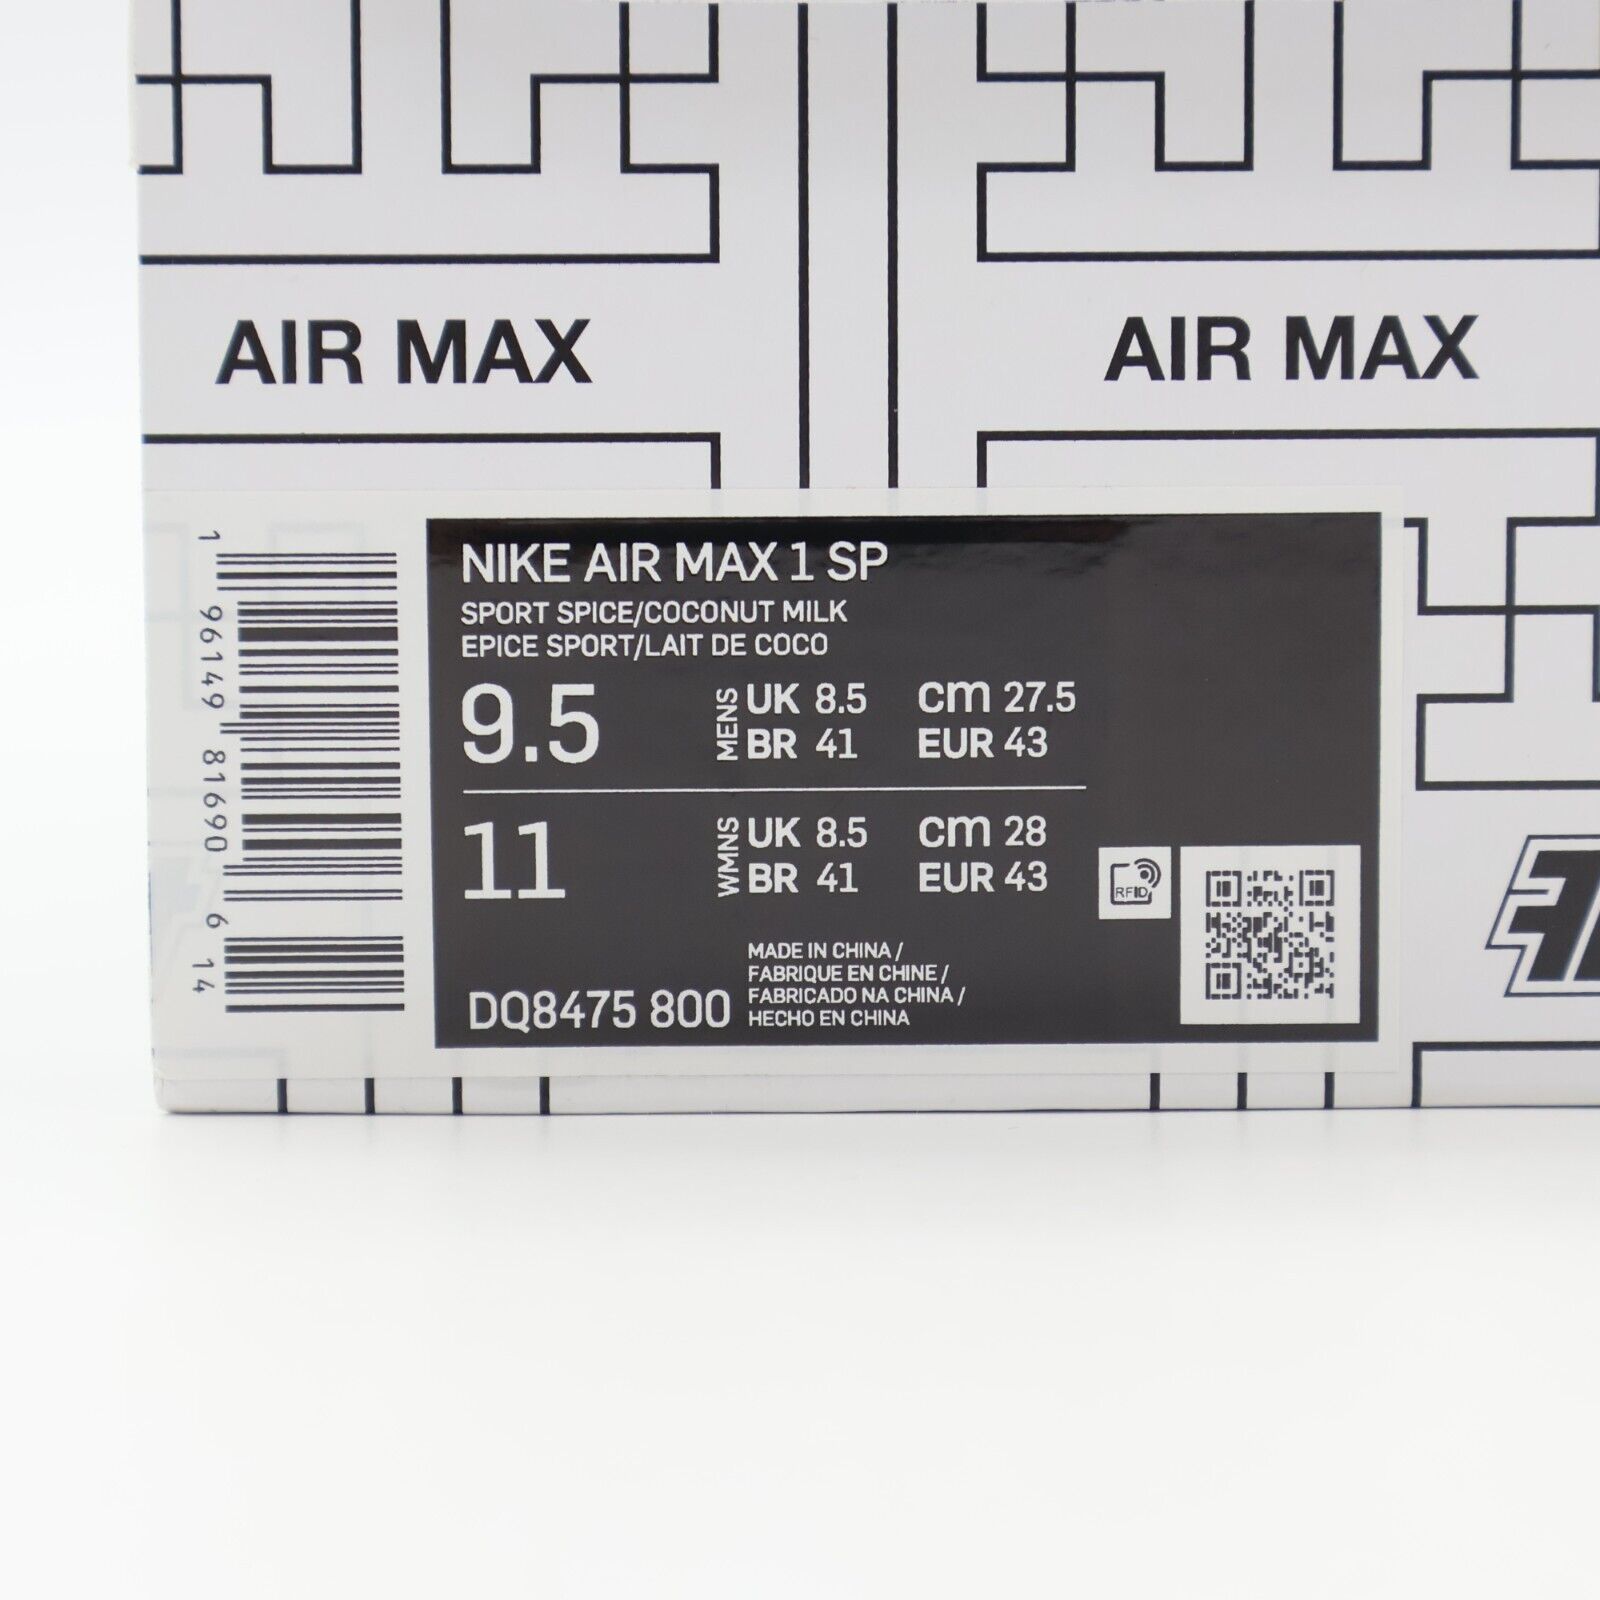 AIR MAX
AIR MAX
NIKE AIR MAX 1 SP
SPORT SPICE/COCONUT MILK
EPICE SPORT/LAIT DE COCO
9.5 MENS UK 8.5 CM 27.5
BR 41 EUR 43
11 WMNS UK 8.5 CM 28
BR 41 EUR 43
RFID
MADE IN CHINA /
FABRIQUE EN CHINE /
FABRICADO NA CHINA /
HECHO EN CHINA
DQ8475 800
1 96149 81690 6 14